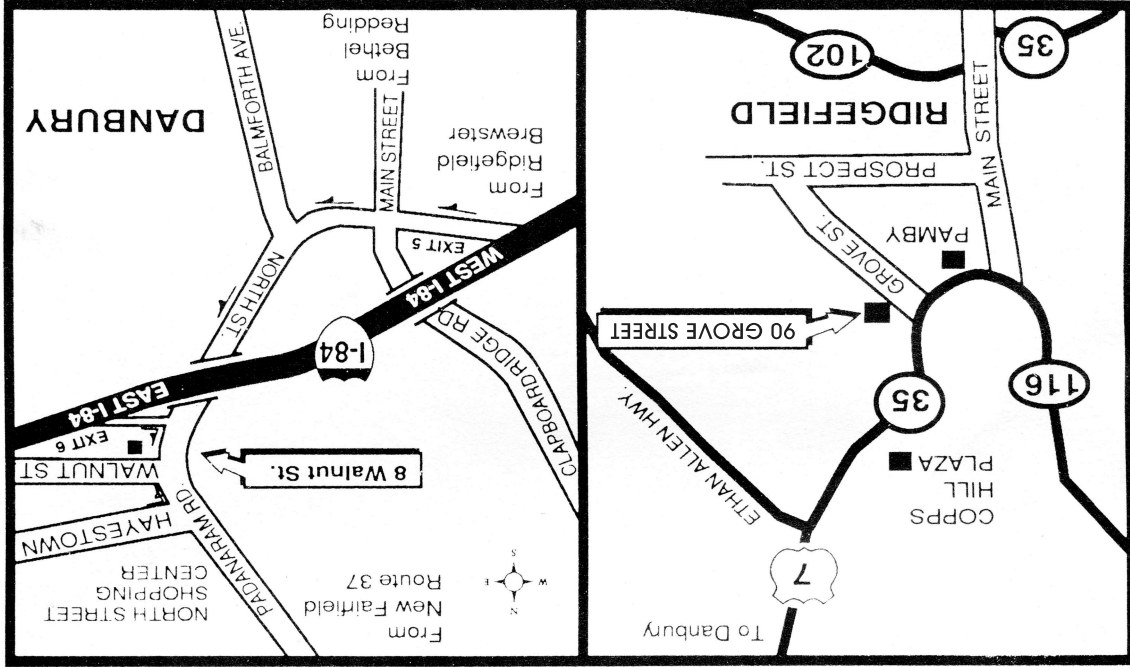 To Danbury
7
COPPS
HILL
PLAZA
ETHAN ALLEN HWY
116
35
90 GROVE STREET
GROVE ST.
PAMBY
MAIN STREET
PROSPECT ST.
RIDGEFIELD
35
102
From
New Fairfield
Route 37
N
W
E
S
NORTH STREET
SHOPPING
CENTER
PADANARAM RD.
HAYESTOWN
WALNUT ST
8 Walnut St.
EXIT 6
EAST I-84
I-84
WEST I-84
CLAPBOARD RIDGE RD
NORTH ST
EXIT 5
From
Ridgefield
Brewster
MAIN STREET
BALMFORTH AVE.
DANBURY
From
Bethel
Redding